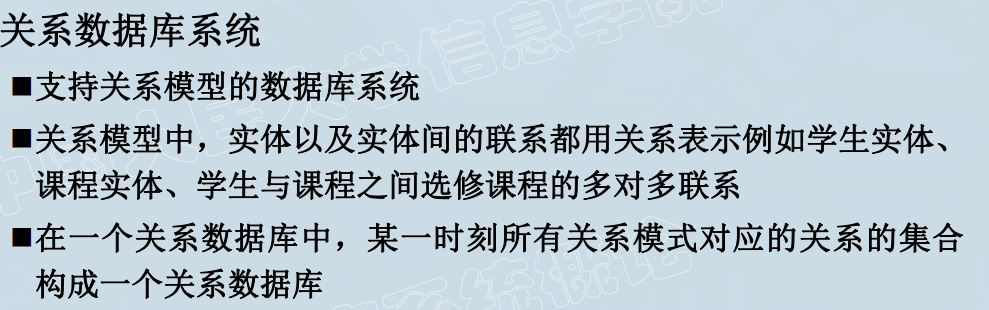 关系数据库系统
■支持关系模型的数据库系统
■关系模型中，实体以及实体间的联系都用关系表示例如学生实体、
课程实体、学生与课程之间选修课程的多对多联系
■在一个关系数据库中，某一时刻所有关系模式对应的关系的集合
构成一个关系数据库